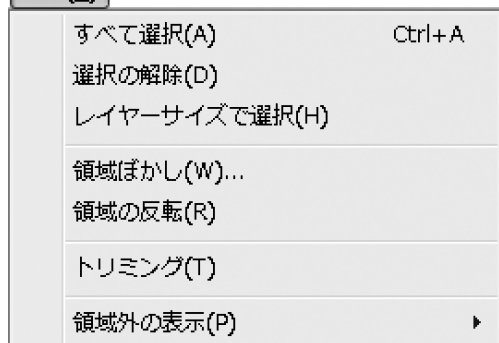 すべて選択(A) Ctrl+A
選択の解除(D)
レイヤーサイズで選択(H)
領域ぼかし(W)...
領域の反転(R)
トリミング(T)
領域外の表示(P)